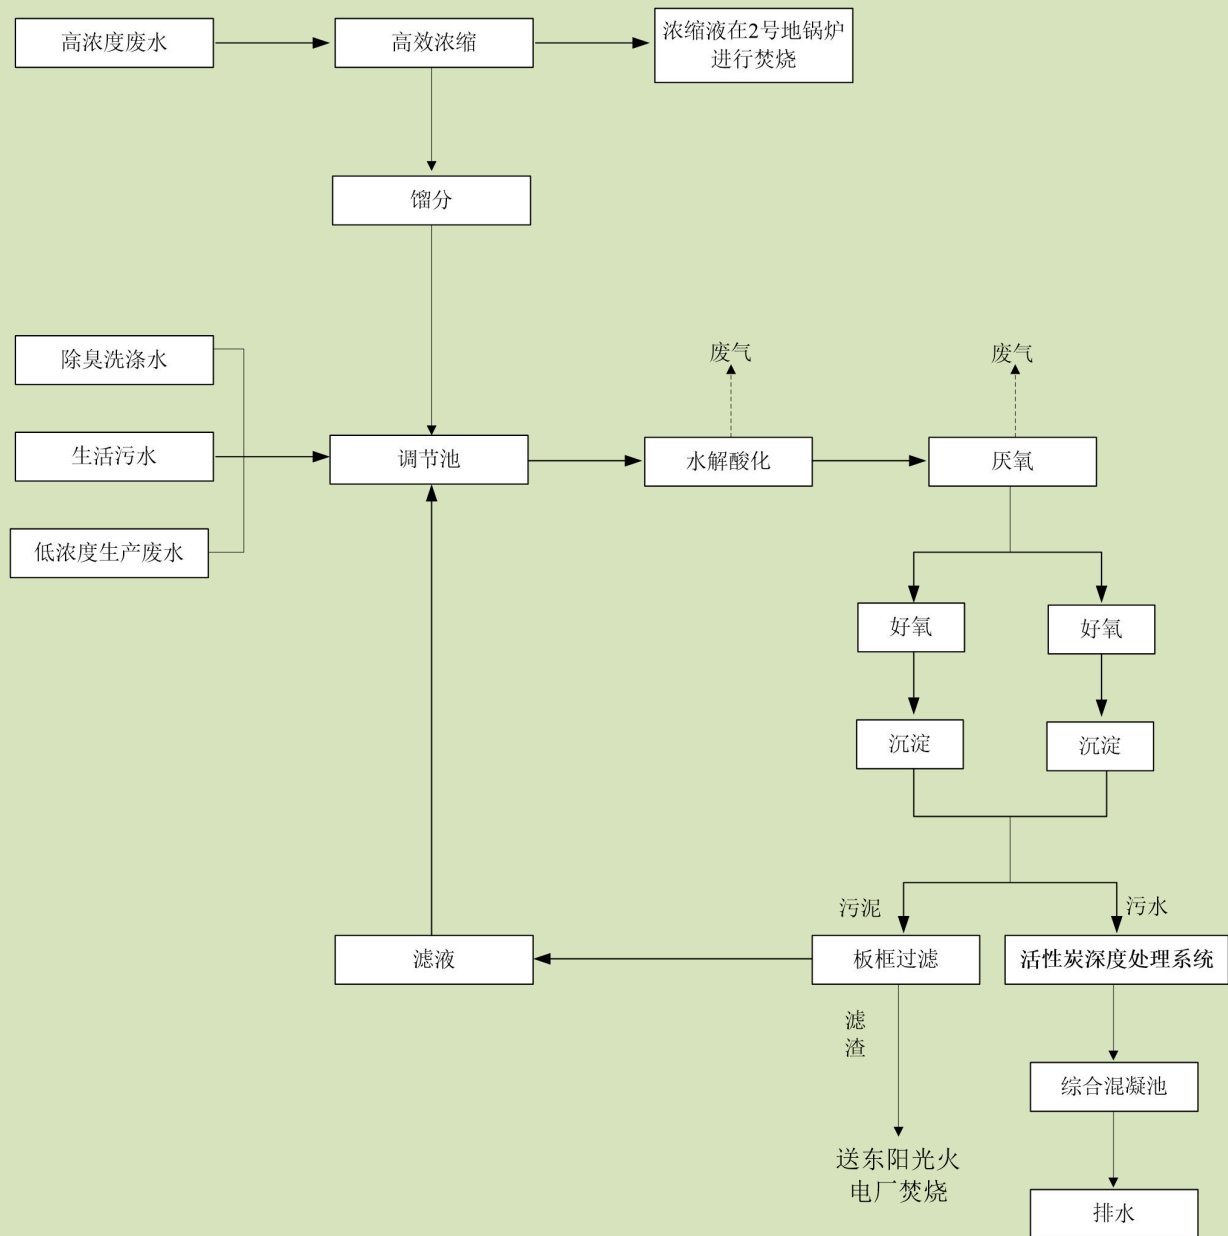 高浓度废水
高效浓缩
浓缩液在2号地锅炉
进行焚烧
馏分
除臭洗涤水
废气
废气
生活污水
调节池
水解酸化
厌氧
低浓度生产废水
好氧
好氧
沉淀
沉淀
污泥
污水
滤液
板框过滤
活性炭深度处理系统
滤
渣
综合混凝池
送东阳光火
电厂焚烧
排水